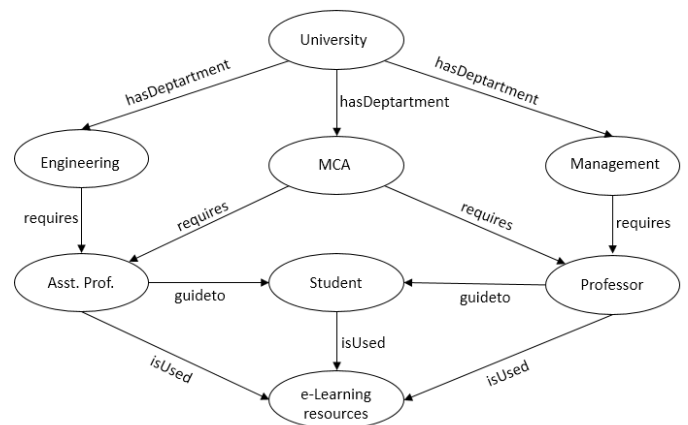 University
hasDeptartment
hasDeptartment
hasDeptartment
Engineering
MCA
Management
requires
requires
requires
requires
Asst. Prof.
Student
Professor
guideto
guideto
isUsed
isUsed
isUsed
e-Learning
resources